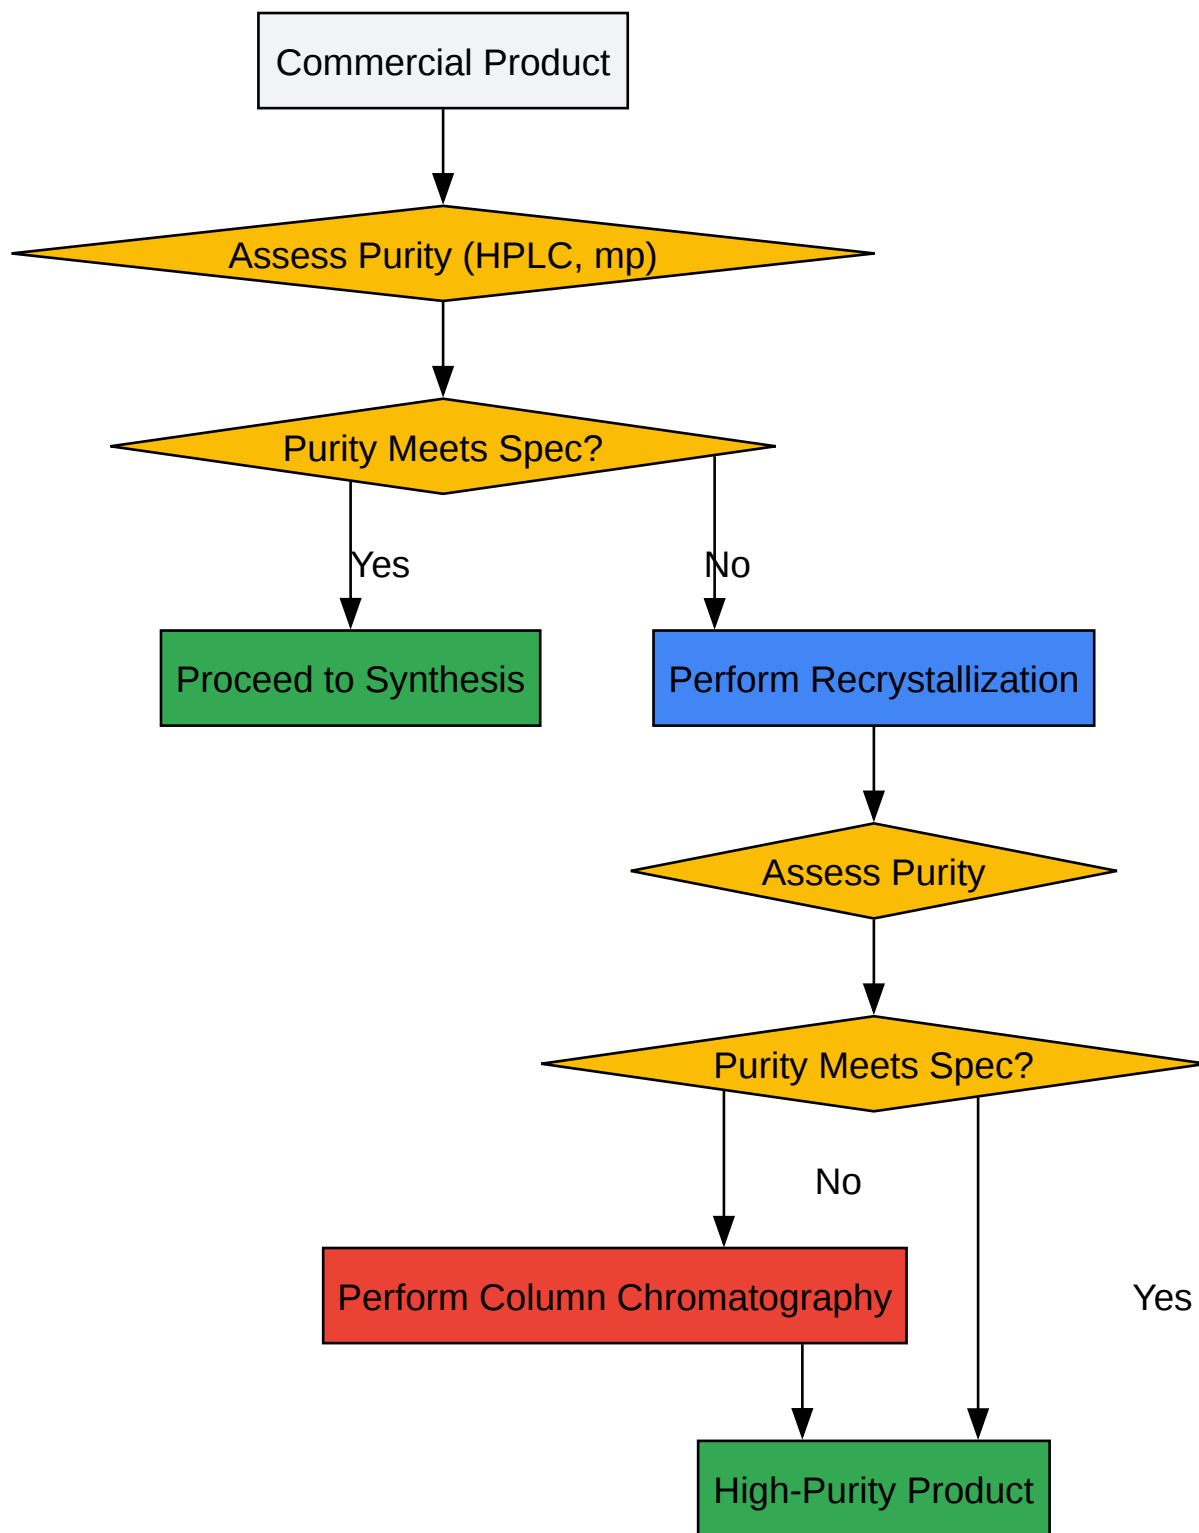 Commercial Product
Assess Purity (HPLC, mp)
Purity Meets Spec?
Yes
No
Proceed to Synthesis
Perform Recrystallization
Assess Purity
Purity Meets Spec?
No
Perform Column Chromatography
Yes
High-Purity Product